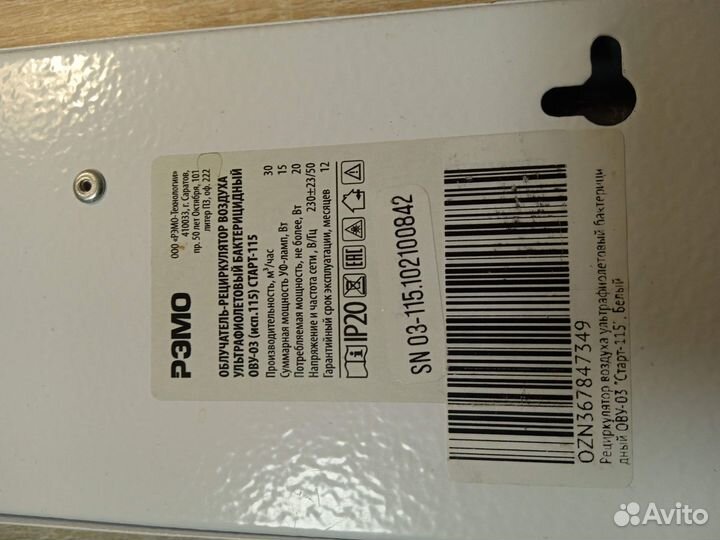 РЭМО
ООО «РЭМО-Технологии»
410033, г. Саратов,
пр. 50 лет Октября, 101
литер П3, оф. 222
ОБЛУЧАТЕЛЬ-РЕЦИРКУЛЯТОР ВОЗДУХА
УЛЬТРАФИОЛЕТОВЫЙ БАКТЕРИЦИДНЫЙ
ОВУ-03 (исп.115) СТАРТ-115
Производительность, м³/час 30
Суммарная мощность УФ-ламп, Вт 15
Потребляемая мощность, не более, Вт 20
Напряжение и частота сети, В/Гц 230±23/50
Гарантийный срок эксплуатации, месяцев 12
IP20 EAC
SN 03-115.102100842
OZN367847349
Рециркулятор воздуха ультрафиолетовый бактерици
дный ОВУ-03 "Старт-115", белый
Avito